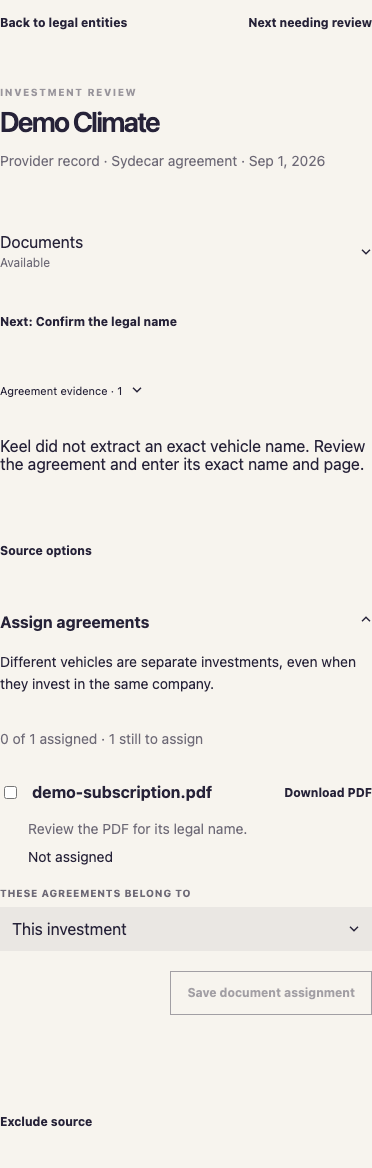 Back to legal entities
Next needing review
INVESTMENT REVIEW
Demo Climate
Provider record · Sydecar agreement · Sep 1, 2026
Documents
Available
Next: Confirm the legal name
Agreement evidence · 1
Keel did not extract an exact vehicle name. Review
the agreement and enter its exact name and page.
Source options
Assign agreements
Different vehicles are separate investments, even when
they invest in the same company.
0 of 1 assigned · 1 still to assign
demo-subscription.pdf
Download PDF
Review the PDF for its legal name.
Not assigned
THESE AGREEMENTS BELONG TO
This investment
Save document assignment
Exclude source